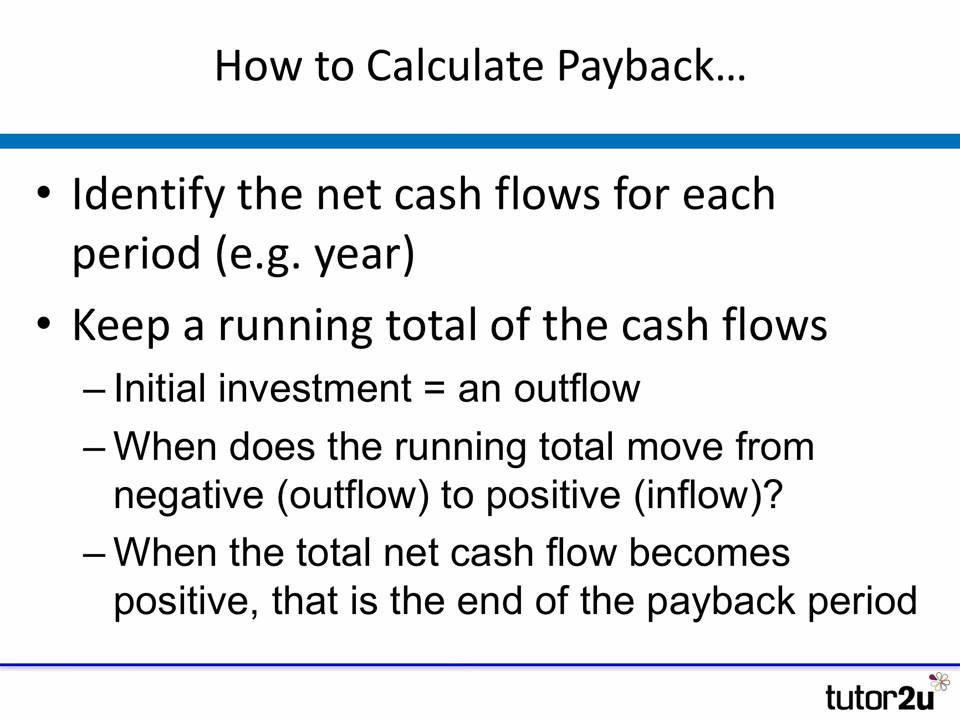 How to Calculate Payback…
• Identify the net cash flows for each
period (e.g. year)
• Keep a running total of the cash flows
– Initial investment = an outflow
– When does the running total move from
negative (outflow) to positive (inflow)?
– When the total net cash flow becomes
positive, that is the end of the payback period
tutor2u